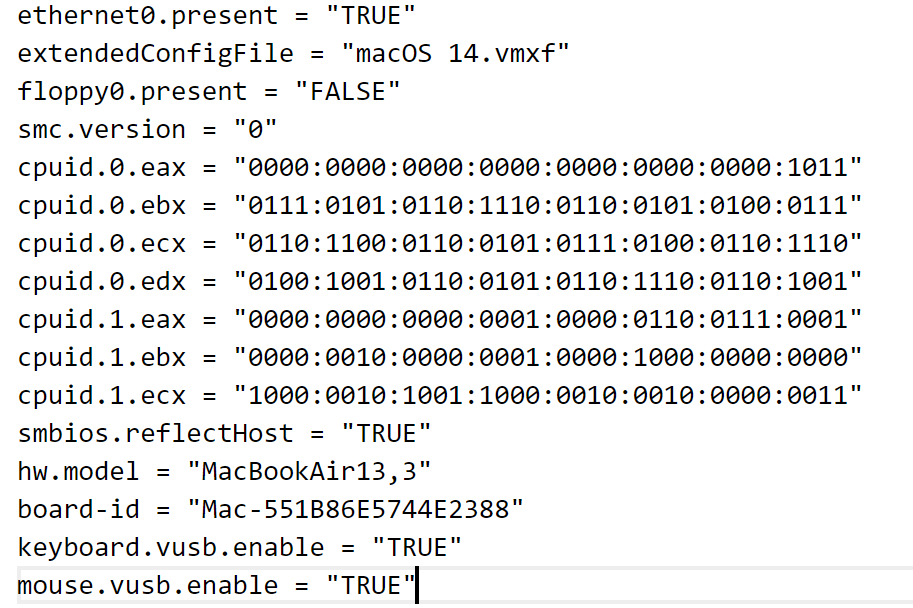 ethernet0.present = "TRUE"
extendedConfigFile = "macOS 14.vmxf"
floppy0.present = "FALSE"
smc.version = "0"
cpuid.0.eax = "0000:0000:0000:0000:0000:0000:0000:1011"
cpuid.0.ebx = "0111:0101:0110:1110:0110:0101:0100:0111"
cpuid.0.ecx = "0110:1100:0110:0101:0111:0100:0110:1110"
cpuid.0.edx = "0100:1001:0110:0101:0110:1110:0110:1001"
cpuid.1.eax = "0000:0000:0000:0001:0000:0110:0111:0001"
cpuid.1.ebx = "0000:0010:0000:0001:0000:1000:0000:0000"
cpuid.1.ecx = "1000:0010:1001:1000:0010:0010:0000:0011"
smbios.reflectHost = "TRUE"
hw.model = "MacBookAir13,3"
board-id = "Mac-551B86E5744E2388"
keyboard.vusb.enable = "TRUE"
mouse.vusb.enable = "TRUE"